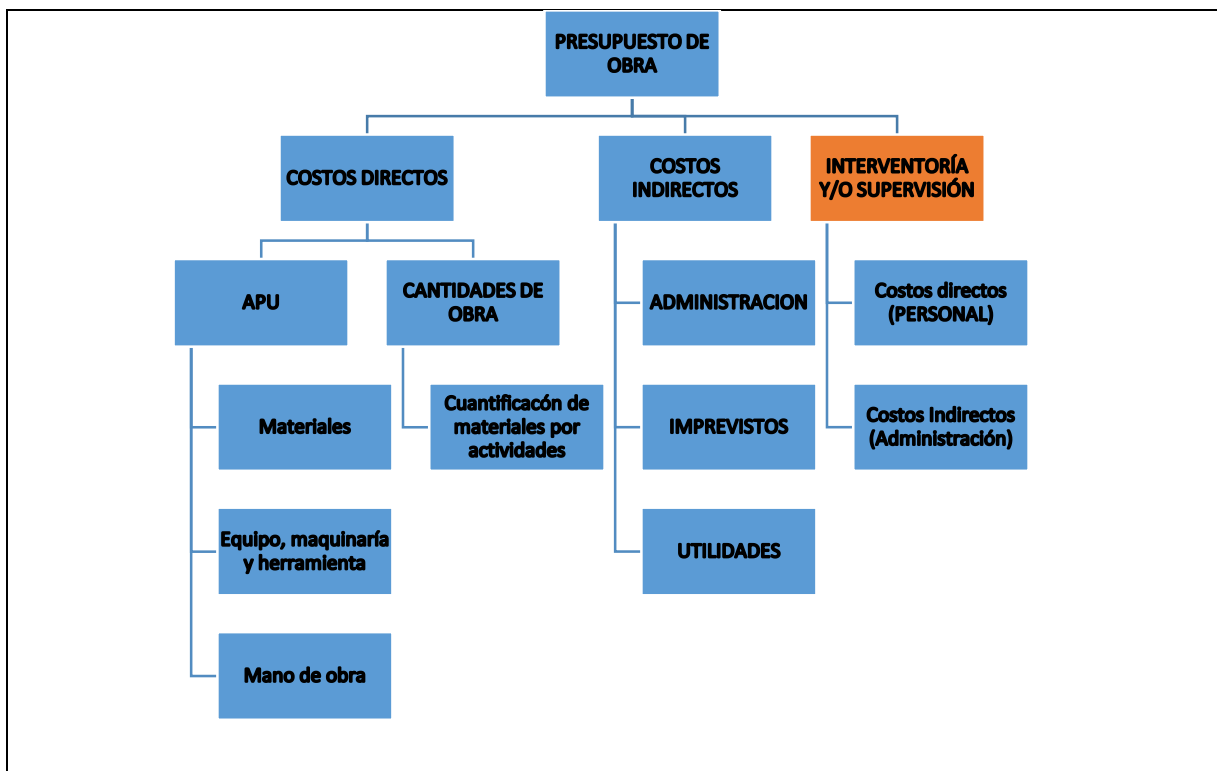 PRESUPUESTO DE
OBRA
COSTOS DIRECTOS
COSTOS
INDIRECTOS
INTERVENTORÍA
Y/O SUPERVISIÓN
APU
CANTIDADES DE
OBRA
ADMINISTRACION
Costos directos
(PERSONAL)
Materiales
Cuantificacón de
materiales por
actividades
IMPREVISTOS
Costos Indirectos
(Administración)
Equipo, maquinaría
y herramienta
UTILIDADES
Mano de obra